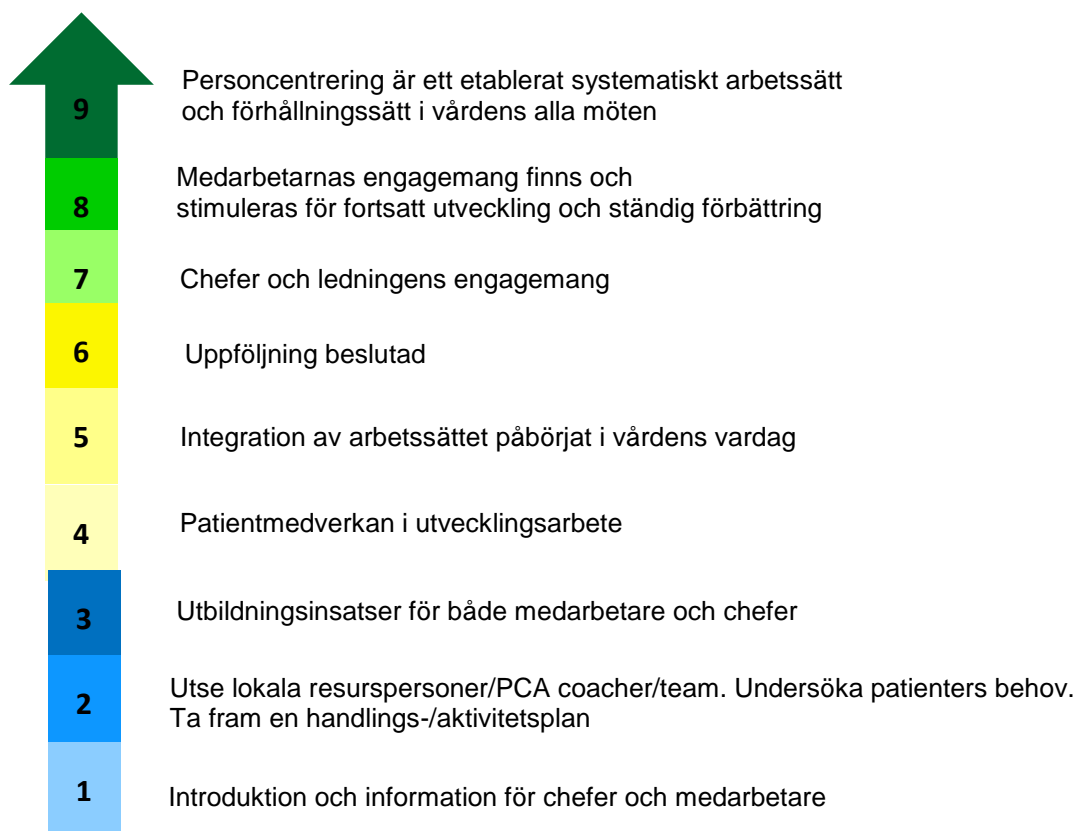 9
Personcentrering är ett etablerat systematiskt arbetssätt
och förhållningssätt i vårdens alla möten
8
Medarbetarnas engagemang finns och
stimuleras för fortsatt utveckling och ständig förbättring
7
Chefer och ledningens engagemang
6
Uppföljning beslutad
5
Integration av arbetssättet påbörjat i vårdens vardag
4
Patientmedverkan i utvecklingsarbete
3
Utbildningsinsatser för både medarbetare och chefer
2
Utse lokala resurspersoner/PCA coacher/team. Undersöka patienters behov.
Ta fram en handlings-/aktivitetsplan
1
Introduktion och information för chefer och medarbetare